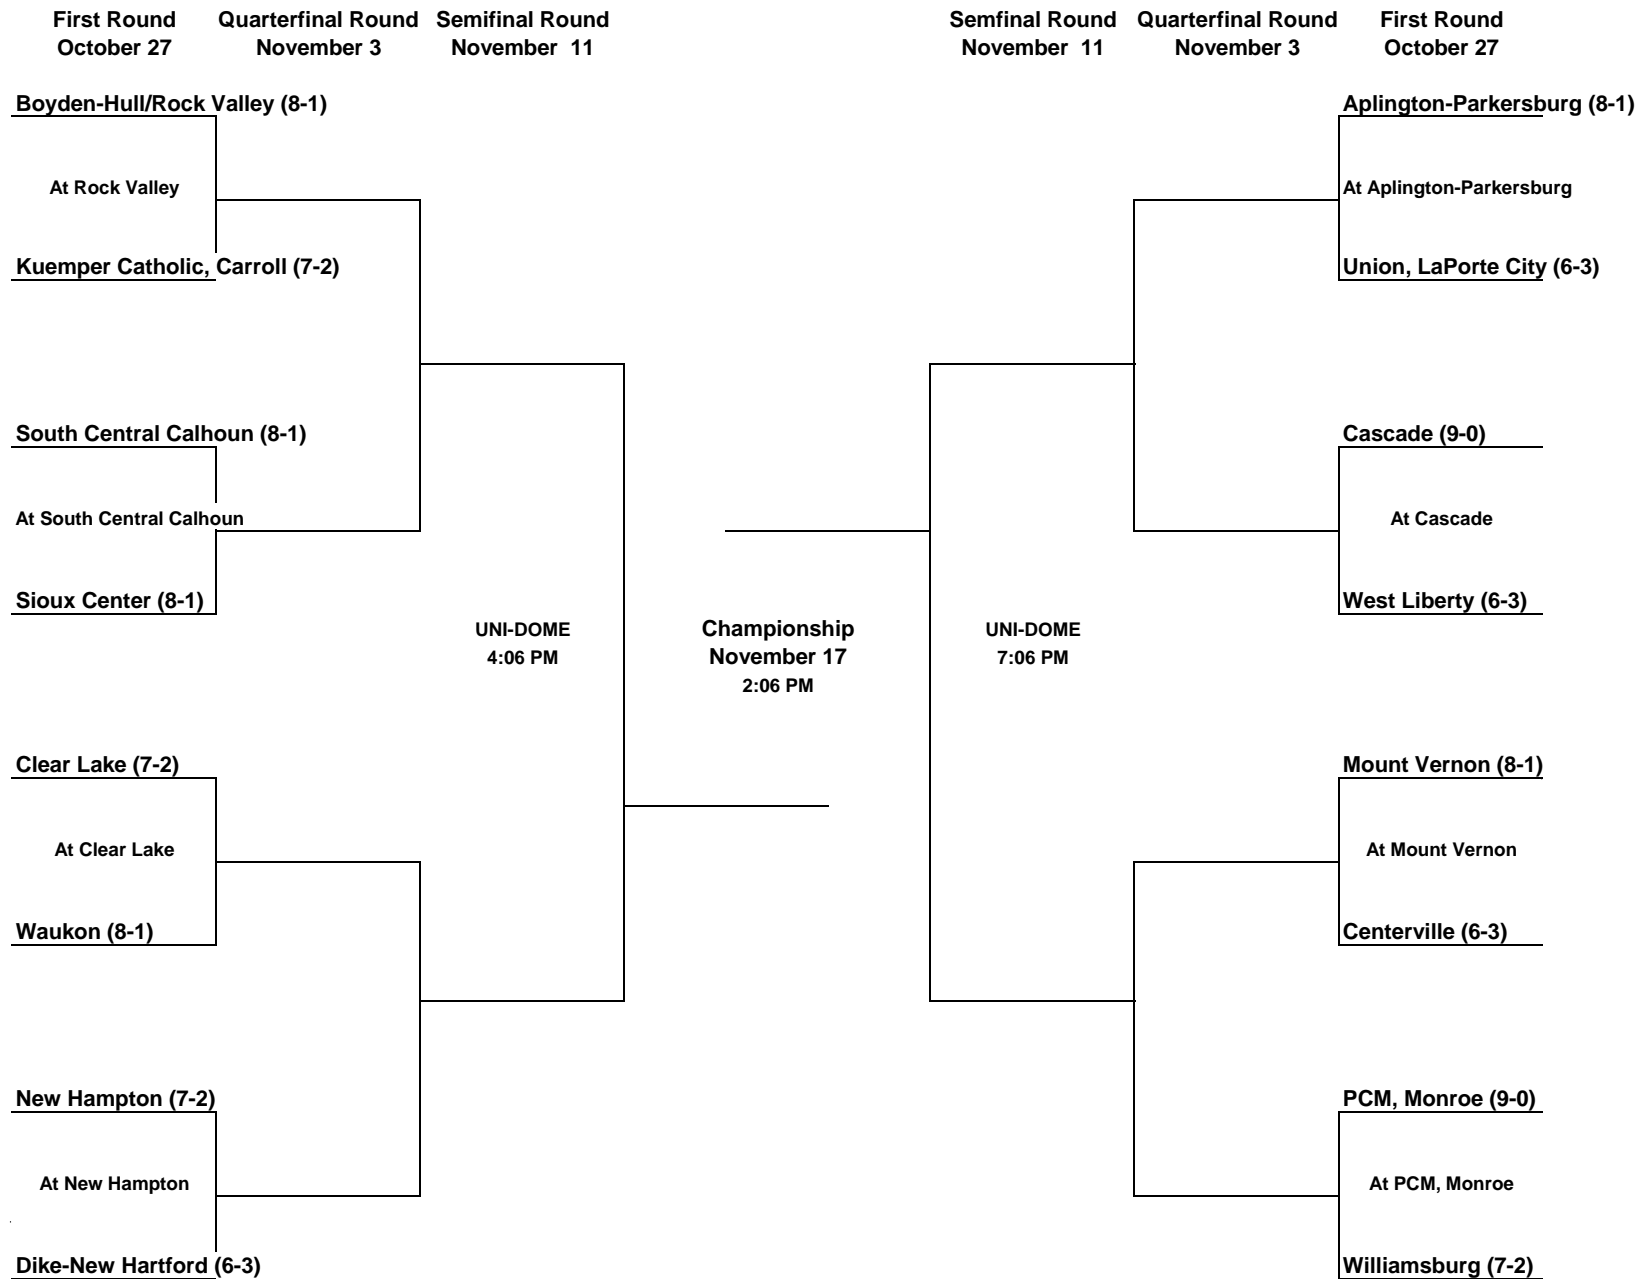 First Round Quarterfinal Round Semifinal Round Semfinal Round Quarterfinal Round First Round
October 27 November 3 November 11 November 11 November 3 October 27
Boyden-Hull/Rock Valley (8-1) Aplington-Parkersburg (8-1)
At Rock Valley At Aplington-Parkersburg
Kuemper Catholic, Carroll (7-2) Union, LaPorte City (6-3)
South Central Calhoun (8-1) Cascade (9-0)
At South Central Calhoun At Cascade
Sioux Center (8-1) West Liberty (6-3)
UNI-DOME Championship UNI-DOME
4:06 PM November 17 7:06 PM
2:06 PM
Clear Lake (7-2) Mount Vernon (8-1)
At Clear Lake At Mount Vernon
Waukon (8-1) Centerville (6-3)
New Hampton (7-2) PCM, Monroe (9-0)
At New Hampton At PCM, Monroe
Dike-New Hartford (6-3) Williamsburg (7-2)